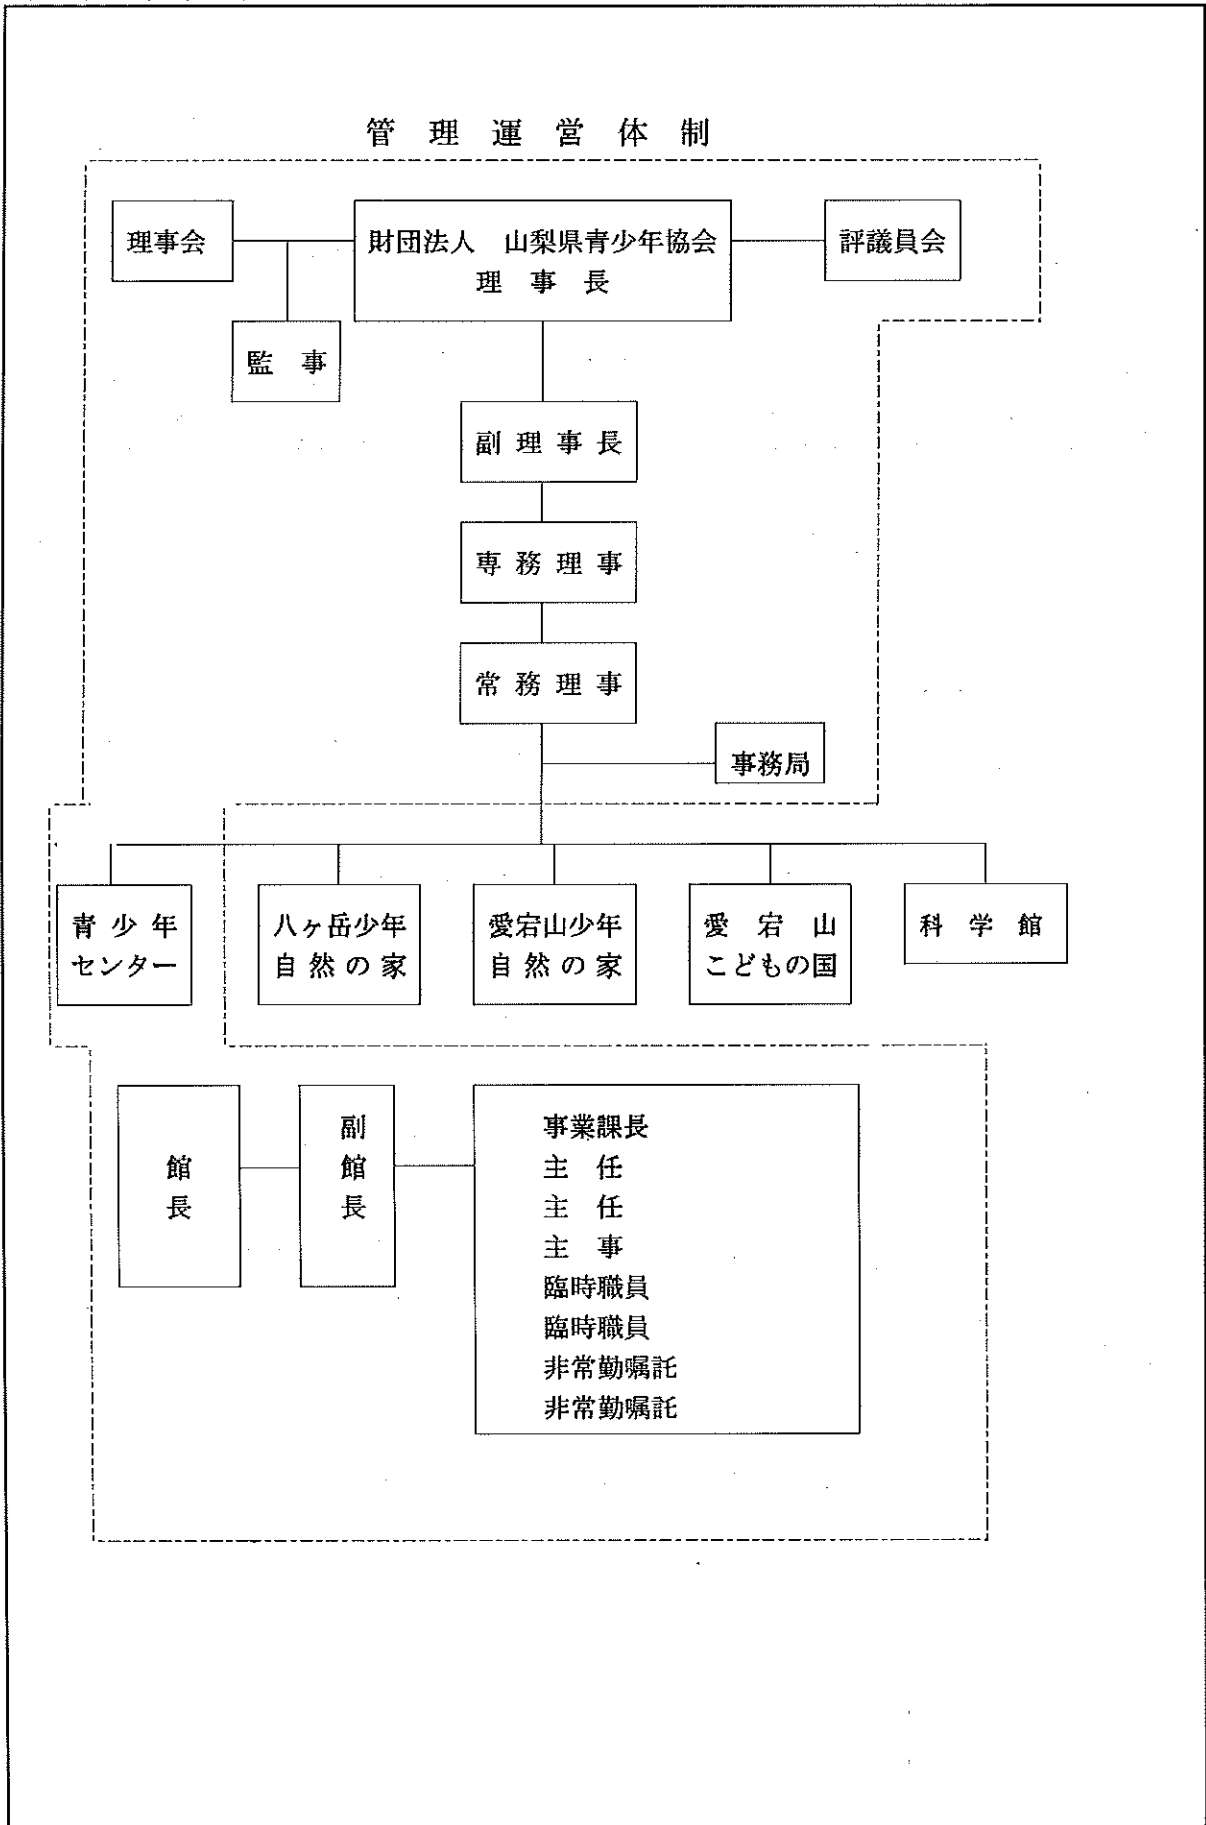 管理運営体制
理事会
財団法人 山梨県青少年協会
理事長
評議員会
監事
副理事長
専務理事
常務理事
事務局
青少年
センター
八ヶ岳少年
自然の家
愛宕山少年
自然の家
愛宕山
こどもの国
科学館
館長
副館長
事業課長
主任
主任
主事
臨時職員
臨時職員
非常勤嘱託
非常勤嘱託